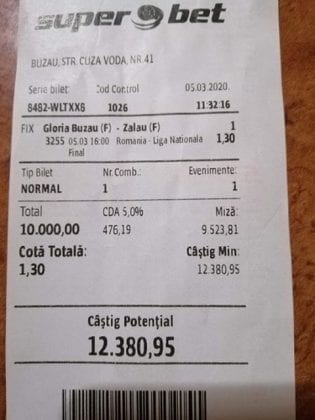 superbet
BUZAU, STR. CUZA VODA, NR.41
Serie bilet Cod Control 05.03.2020.
8482-WLTXX6 1026 11:32:16
FIX Gloria Buzau (F) - Zalau (F) 1
3255 05.03 16:00 Romania - Liga Nationala 1,30
Final
Tip Bilet Nr.Comb.: Evenimente:
NORMAL 1 1
Total CDA 5,0% Miză:
10.000,00 476,19 9.523,81
Cotă Totală: Câștig Min:
1,30 12.380,95
Câștig Potențial
12.380,95